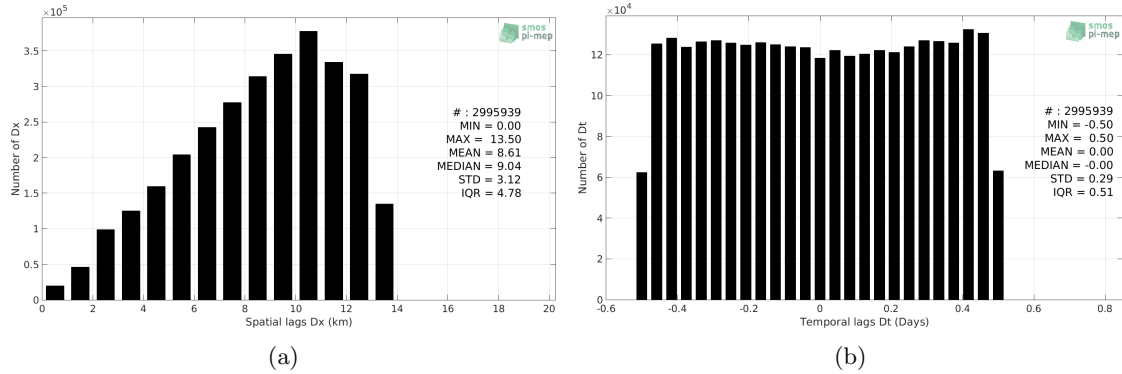 ×10⁵
smos
pi-mep
3.5
3
2.5
2
1.5
1
0.5
0
Number of Dx
# : 2995939
MIN = 0.00
MAX = 13.50
MEAN = 8.61
MEDIAN = 9.04
STD = 3.12
IQR = 4.78
0 2 4 6 8 10 12 14 16 18 20
Spatial lags Dx (km)
(a)
×10⁴
smos
pi-mep
14
12
10
8
6
4
2
0
Number of Dt
# : 2995939
MIN = -0.50
MAX = 0.50
MEAN = 0.00
MEDIAN = -0.00
STD = 0.29
IQR = 0.51
-0.6 -0.4 -0.2 0 0.2 0.4 0.6 0.8
Temporal lags Dt (Days)
(b)